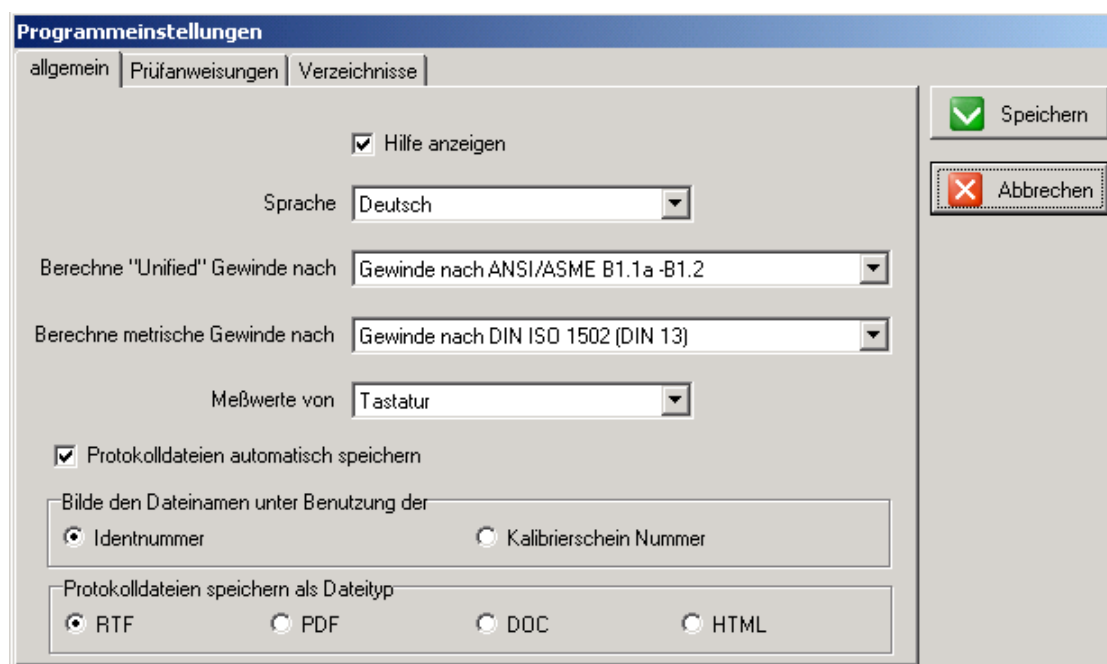 Programmeinstellungen
allgemein Prüfanweisungen Verzeichnisse
Speichern
Abbrechen
Hilfe anzeigen
Sprache Deutsch
Berechne "Unified" Gewinde nach Gewinde nach ANSI/ASME B1.1a -B1.2
Berechne metrische Gewinde nach Gewinde nach DIN ISO 1502 (DIN 13)
Meßwerte von Tastatur
Protokolldateien automatisch speichern
Bilde den Dateinamen unter Benutzung der
Identnummer Kalibrierschein Nummer
Protokolldateien speichern als Dateityp
RTF PDF DOC HTML